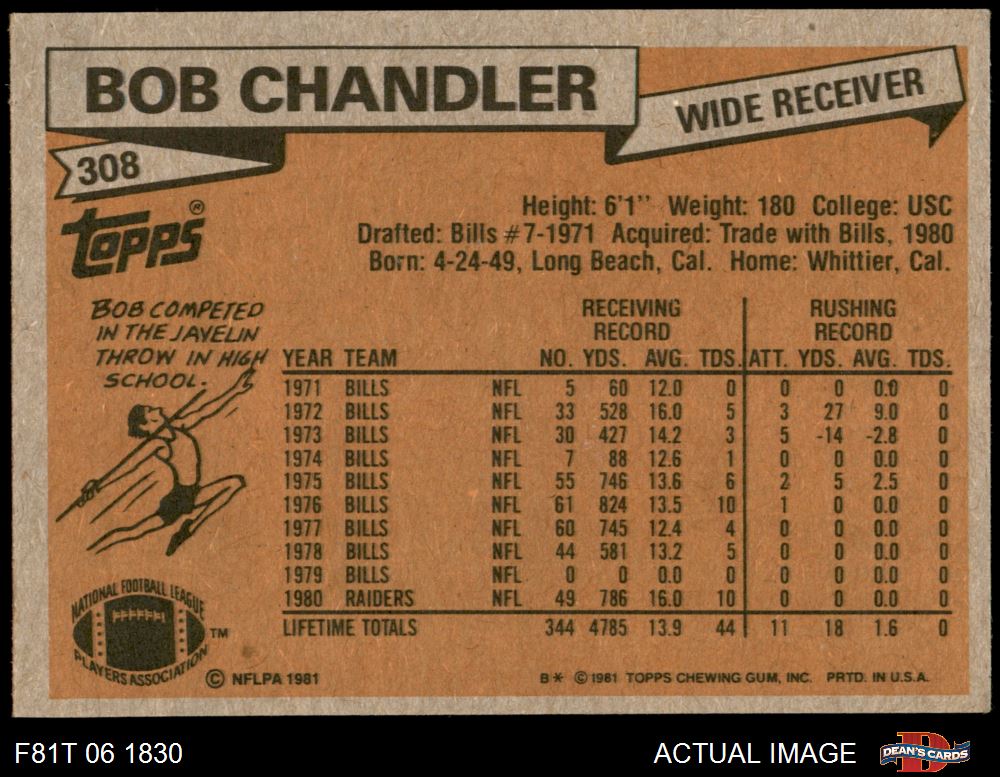 BOB CHANDLER
WIDE RECEIVER
308
topps®
Height: 6'1" Weight: 180 College: USC
Drafted: Bills #7-1971 Acquired: Trade with Bills, 1980
Born: 4-24-49, Long Beach, Cal. Home: Whittier, Cal.
BOB COMPETED
IN THE JAVELIN
THROW IN HIGH
SCHOOL.
RECEIVING RECORD RUSHING RECORD
YEAR TEAM NO. YDS. AVG. TDS. ATT. YDS. AVG. TDS.
1971 BILLS NFL 5 60 12.0 0 0 0 0.0 0
1972 BILLS NFL 33 528 16.0 5 3 27 9.0 0
1973 BILLS NFL 30 427 14.2 3 5 -14 -2.8 0
1974 BILLS NFL 7 88 12.6 1 0 0 0.0 0
1975 BILLS NFL 55 746 13.6 6 2 5 2.5 0
1976 BILLS NFL 61 824 13.5 10 1 0 0.0 0
1977 BILLS NFL 60 745 12.4 4 0 0 0.0 0
1978 BILLS NFL 44 581 13.2 5 0 0 0.0 0
1979 BILLS NFL 0 0 0.0 0 0 0 0.0 0
1980 RAIDERS NFL 49 786 16.0 10 0 0 0.0 0
LIFETIME TOTALS 344 4785 13.9 44 11 18 1.6 0
NATIONAL FOOTBALL LEAGUE
PLAYERS ASSOCIATION TM
© NFLPA 1981
B* © 1981 TOPPS CHEWING GUM, INC. PRTD. IN U.S.A.
F81T 06 1830
ACTUAL IMAGE
DEAN'S CARDS